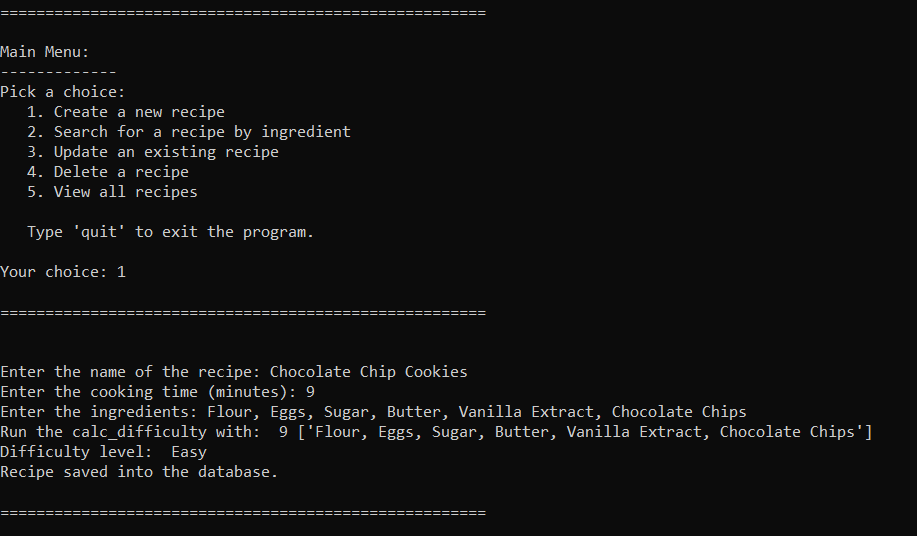 ======================================================
Main Menu:
-------------
Pick a choice:
   1. Create a new recipe
   2. Search for a recipe by ingredient
   3. Update an existing recipe
   4. Delete a recipe
   5. View all recipes
   Type 'quit' to exit the program.
Your choice: 1
======================================================
Enter the name of the recipe: Chocolate Chip Cookies
Enter the cooking time (minutes): 9
Enter the ingredients: Flour, Eggs, Sugar, Butter, Vanilla Extract, Chocolate Chips
Run the calc_difficulty with:  9 ['Flour, Eggs, Sugar, Butter, Vanilla Extract, Chocolate Chips']
Difficulty level:  Easy
Recipe saved into the database.
======================================================